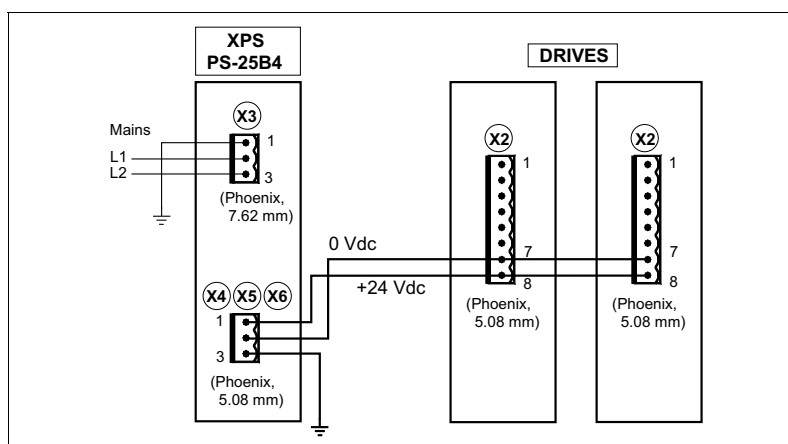 XPS
PS-25B4
DRIVES
X3
Mains
1
L1
L2
3
(Phoenix,
7.62 mm)
X2
1
7
8
(Phoenix,
5.08 mm)
X2
1
7
8
(Phoenix,
5.08 mm)
0 Vdc
+24 Vdc
X4 X5 X6
1
3
(Phoenix,
5.08 mm)